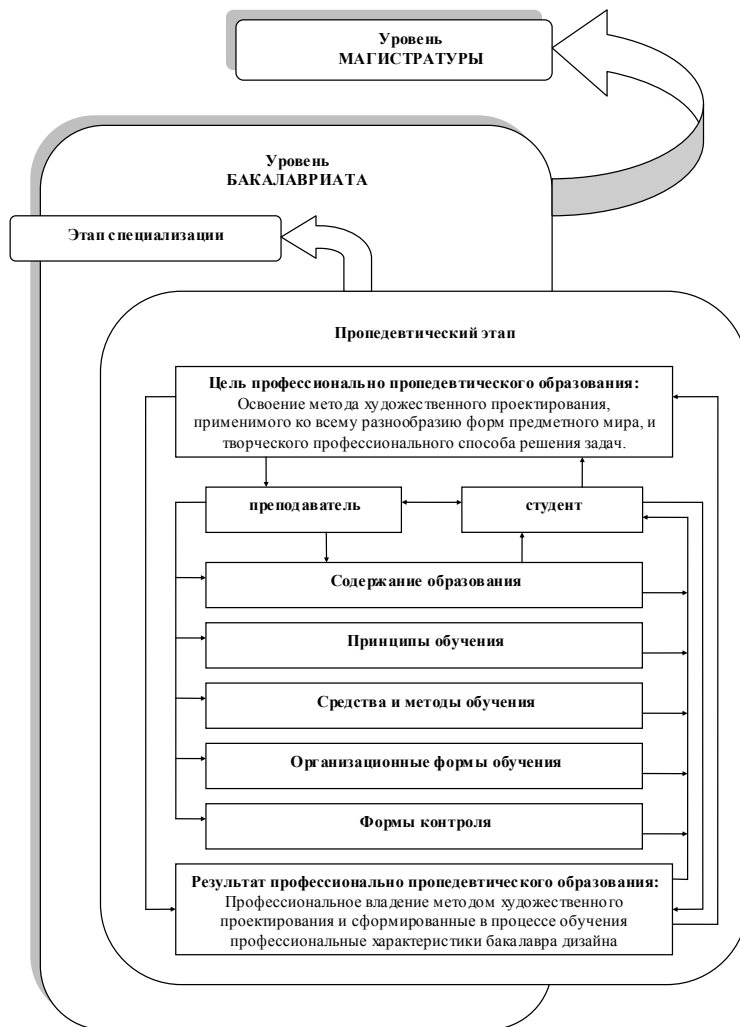 Уровень
МАГИСТРАТУРЫ
Уровень
БАКАЛАВРИАТА
Этап специализации
Пропедевтический этап
Цель профессионально пропедевтического образования:
Освоение метода художественного проектирования,
применимого ко всему разнообразию форм предметного мира, и
творческого профессионального способа решения задач.
преподаватель
студент
Содержание образования
Принципы обучения
Средства и методы обучения
Организационные формы обучения
Формы контроля
Результат профессионально пропедевтического образования:
Профессиональное владение методом художественного
проектирования и сформированные в процессе обучения
профессиональные характеристики бакалавра дизайна